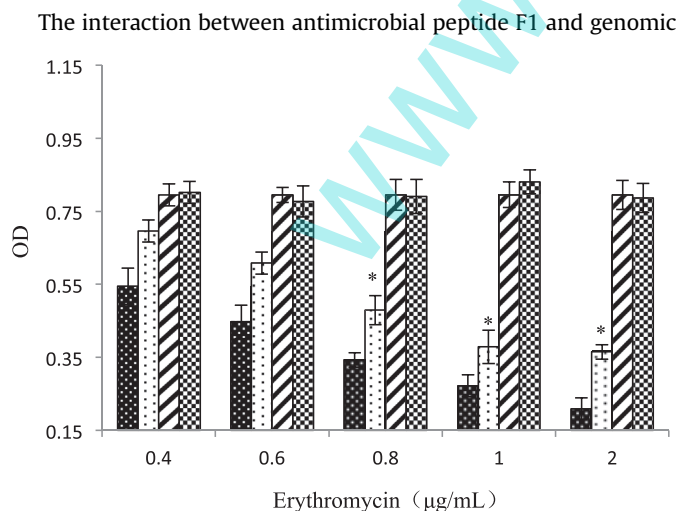 The interaction between antimicrobial peptide F1 and genomic
1.15
0.95
0.75
0.55
0.35
0.15
OD
*
*
*
0.4 0.6 0.8 1 2
Erythromycin（μg/mL）
www